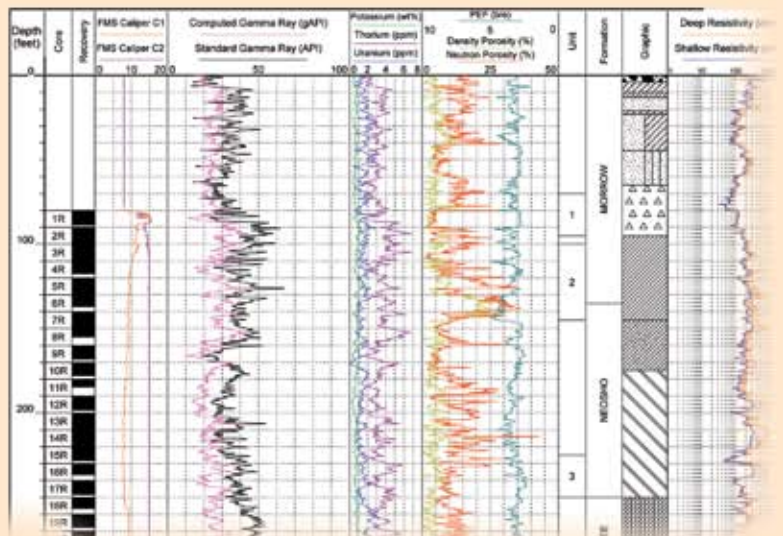 Depth
(feet)
Core
Recovery
FMS Caliper C1
FMS Caliper C2
0 10 20
Computed Gamma Ray (gAPI)
Standard Gamma Ray (API)
0 50 100
Potassium (wt%)
Thorium (ppm)
Uranium (ppm)
0 2 4 6 8
PEF
10 5 0
Density Porosity (%)
Neutron Porosity (%)
0 25 50
Unit
Formation
Graphic
Deep Resistivity
Shallow Resistivity
0
1R
2R
100
3R
4R
5R
6R
7R
8R
9R
10R
11R
12R
200
13R
14R
15R
16R
17R
18R
19R
1
2
3
MORROW
NEOSHO